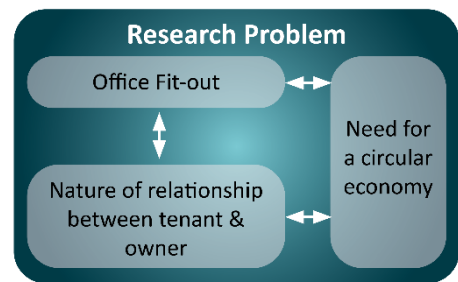 Research Problem
Office Fit-out
Nature of relationship
between tenant &
owner
Need for
a circular
economy